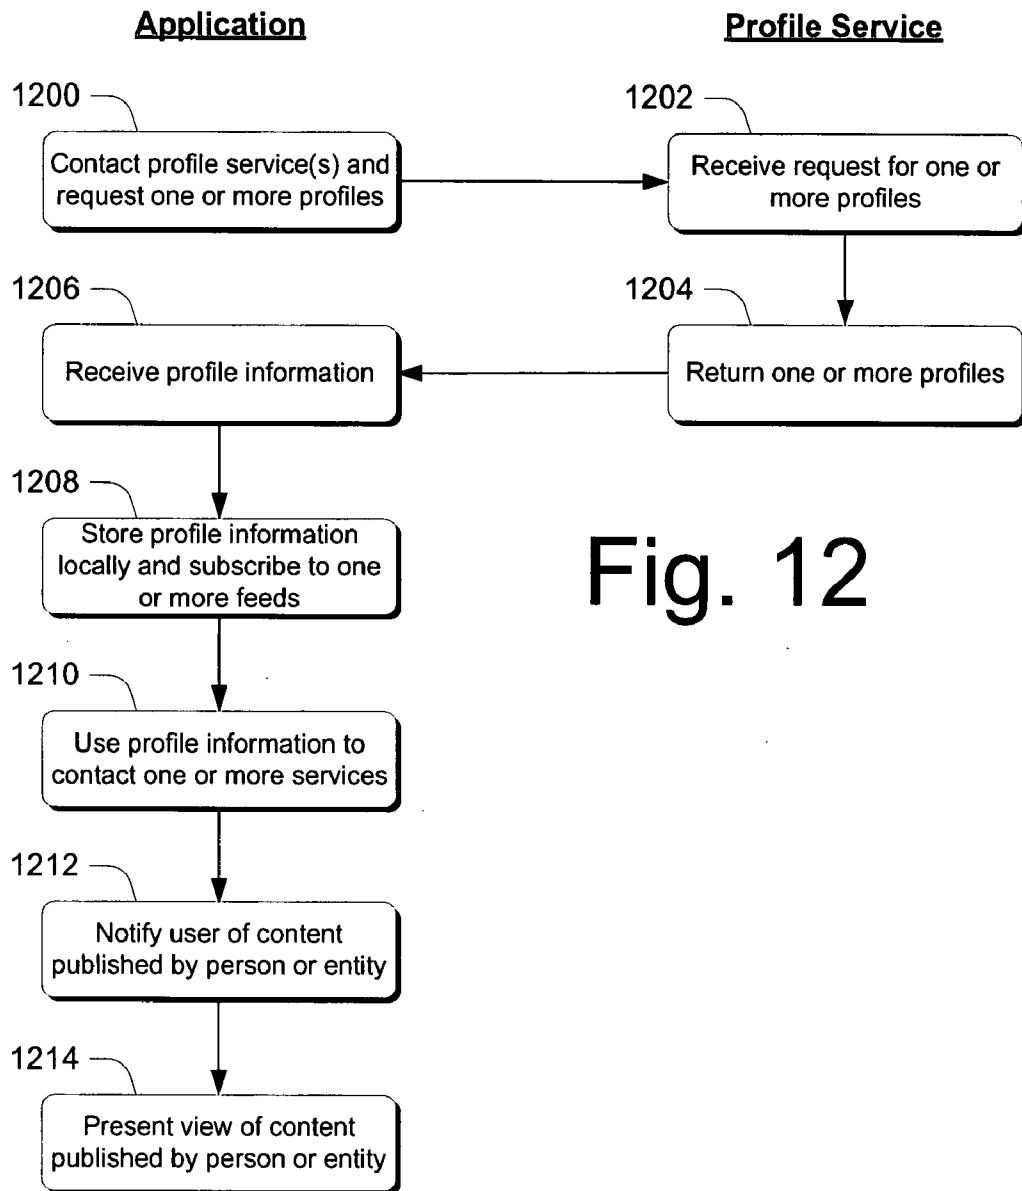 Application
Profile Service
1200
1202
Contact profile service(s) and
request one or more profiles
Receive request for one or
more profiles
1206
1204
Receive profile information
Return one or more profiles
1208
Store profile information
locally and subscribe to one
or more feeds
Fig. 12
1210
Use profile information to
contact one or more services
1212
Notify user of content
published by person or entity
1214
Present view of content
published by person or entity